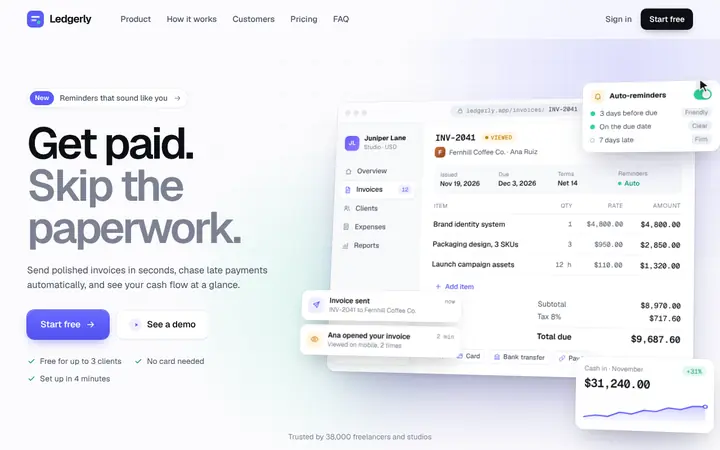 Ledgerly
Product How it works Customers Pricing FAQ
Sign in Start free
New Reminders that sound like you →
Get paid.
Skip the
paperwork.
Send polished invoices in seconds, chase late payments
automatically, and see your cash flow at a glance.
Start free →
See a demo
Free for up to 3 clients
No card needed
Set up in 4 minutes
ledgerly.app/invoices/ INV-2041
JL Juniper Lane
Studio · USD
Overview
Invoices 12
Clients
Expenses
Reports
INV-2041 VIEWED
F Fernhill Coffee Co. · Ana Ruiz
Issued Due Terms Reminders
Nov 19, 2026 Dec 3, 2026 Net 14 Auto
ITEM QTY RATE AMOUNT
Brand identity system 1 $4,800.00 $4,800.00
Packaging design, 3 SKUs 3 $950.00 $2,850.00
Launch campaign assets 12 h $110.00 $1,320.00
+ Add item
Subtotal $8,970.00
Tax 8% $717.60
Total due $9,687.60
Card Bank transfer
Auto-reminders
3 days before due Friendly
On the due date Clear
7 days late Firm
Invoice sent now
INV-2041 to Fernhill Coffee Co.
Ana opened your invoice 2 min
Viewed on mobile, 2 times
Cash in · November +31%
$31,240.00
Trusted by 38,000 freelancers and studios